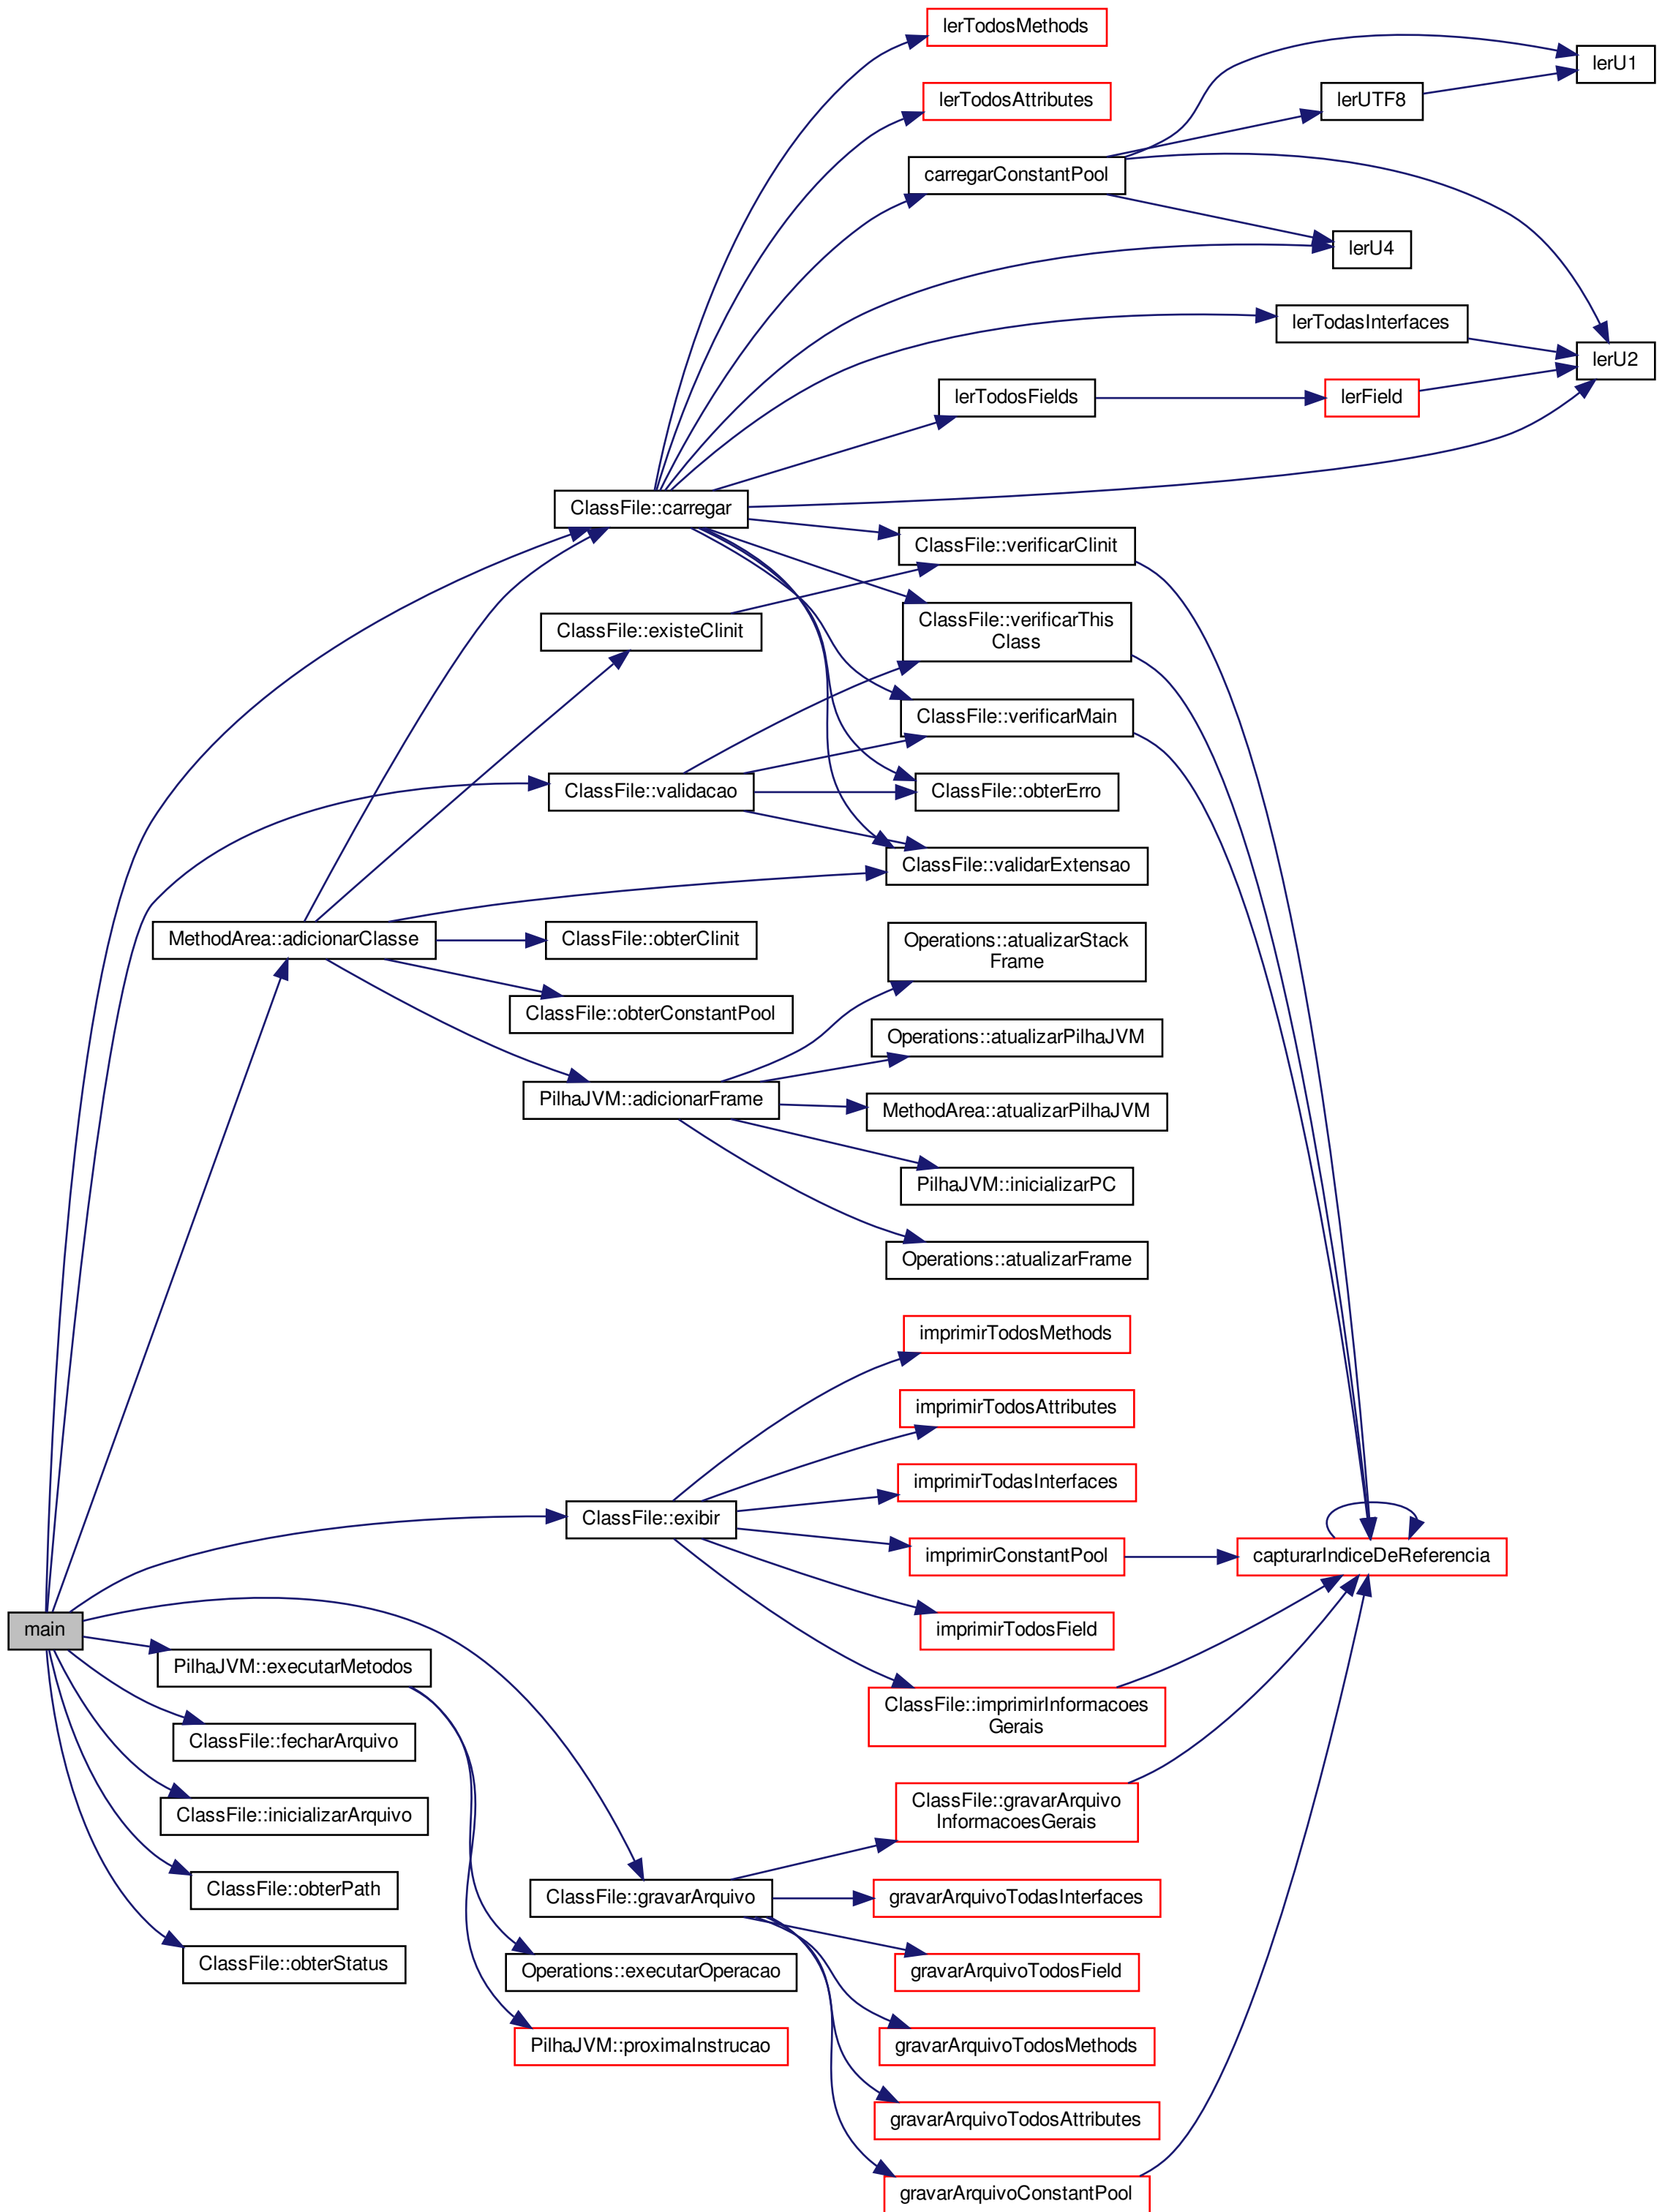 lerTodosMethods
lerU1
lerTodosAttributes
lerUTF8
carregarConstantPool
lerU4
lerTodasInterfaces
lerU2
lerTodosFields
lerField
ClassFile::carregar
ClassFile::verificarClinit
ClassFile::existeClinit
ClassFile::verificarThis
Class
ClassFile::verificarMain
ClassFile::validacao
ClassFile::obterErro
ClassFile::validarExtensao
MethodArea::adicionarClasse
ClassFile::obterClinit
Operations::atualizarStack
Frame
ClassFile::obterConstantPool
Operations::atualizarPilhaJVM
PilhaJVM::adicionarFrame
MethodArea::atualizarPilhaJVM
PilhaJVM::inicializarPC
Operations::atualizarFrame
imprimirTodosMethods
imprimirTodosAttributes
imprimirTodasInterfaces
ClassFile::exibir
imprimirConstantPool
capturarIndiceDeReferencia
main
imprimirTodosField
PilhaJVM::executarMetodos
ClassFile::imprimirInformacoes
Gerais
ClassFile::fecharArquivo
ClassFile::inicializarArquivo
ClassFile::gravarArquivo
InformacoesGerais
ClassFile::obterPath
ClassFile::gravarArquivo
gravarArquivoTodasInterfaces
ClassFile::obterStatus
Operations::executarOperacao
gravarArquivoTodosField
PilhaJVM::proximaInstrucao
gravarArquivoTodosMethods
gravarArquivoTodosAttributes
gravarArquivoConstantPool